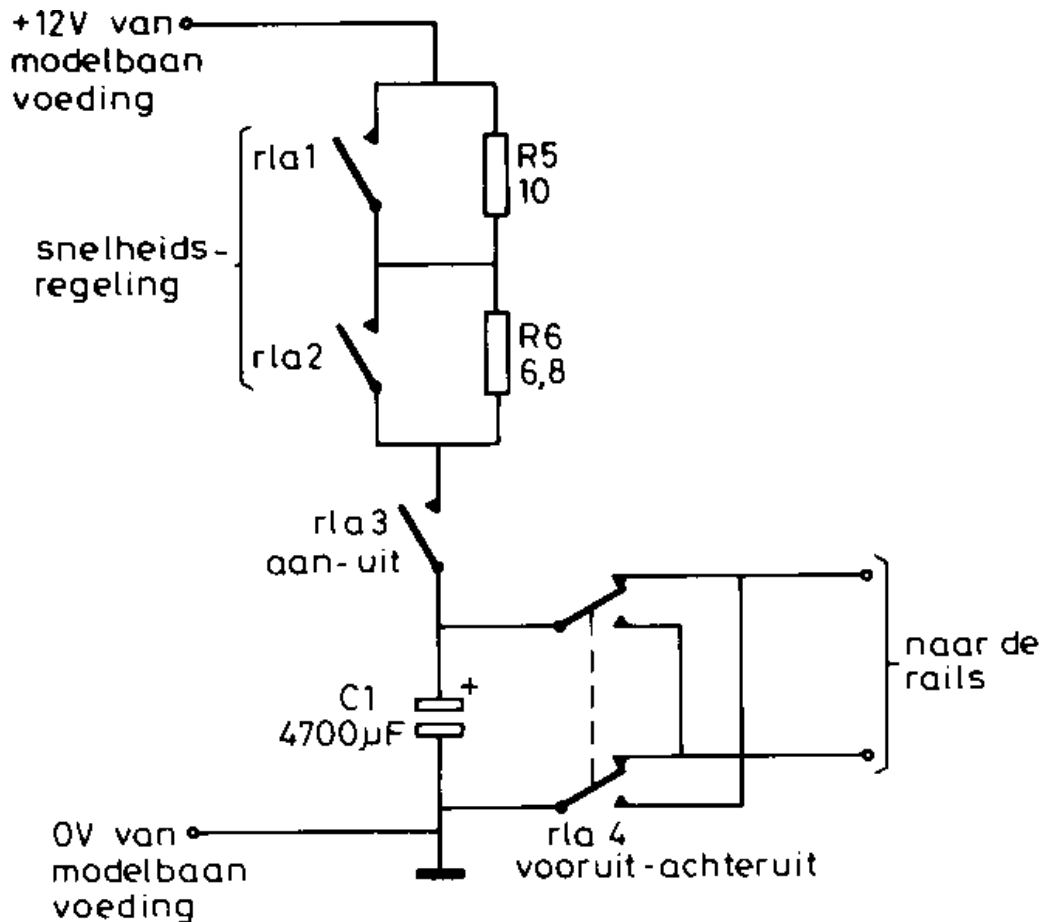 +12V van
modelbaan
voeding
rla1
R5
10
snelheids-
regeling
rla2
R6
6,8
rla3
aan-uit
C1
4700µF
+
naar de
rails
0V van
modelbaan
voeding
rla 4
vooruit-achteruit